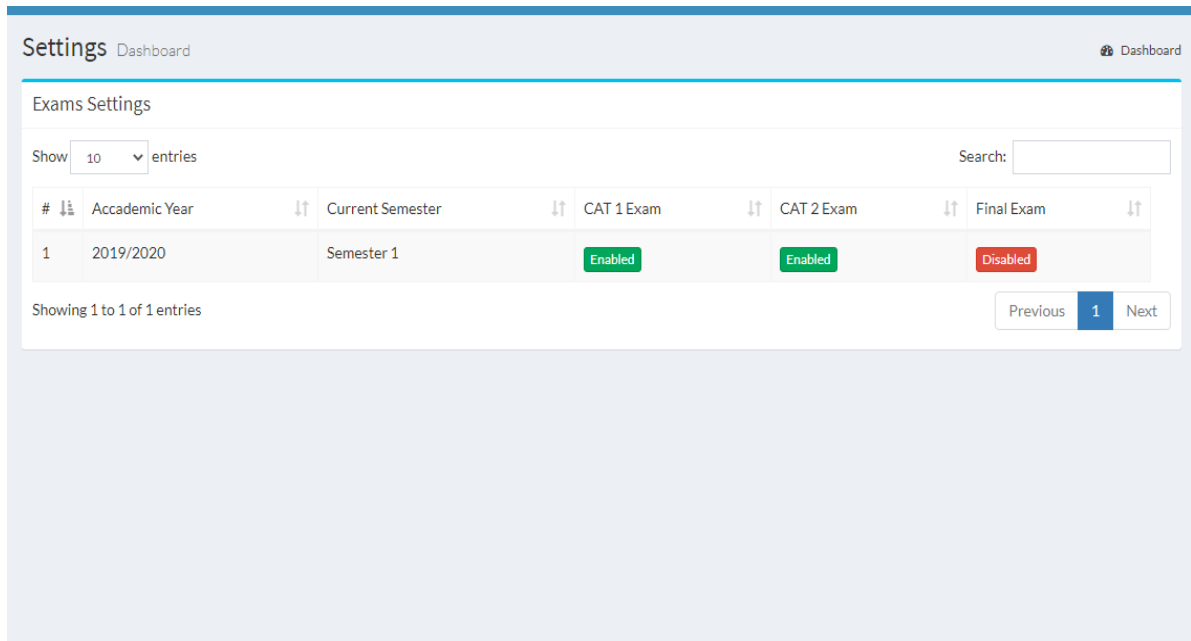 Settings Dashboard Dashboard
Exams Settings
Show 10 entries Search:
# Accademic Year Current Semester CAT 1 Exam CAT 2 Exam Final Exam
1 2019/2020 Semester 1 Enabled Enabled Disabled
Showing 1 to 1 of 1 entries Previous 1 Next